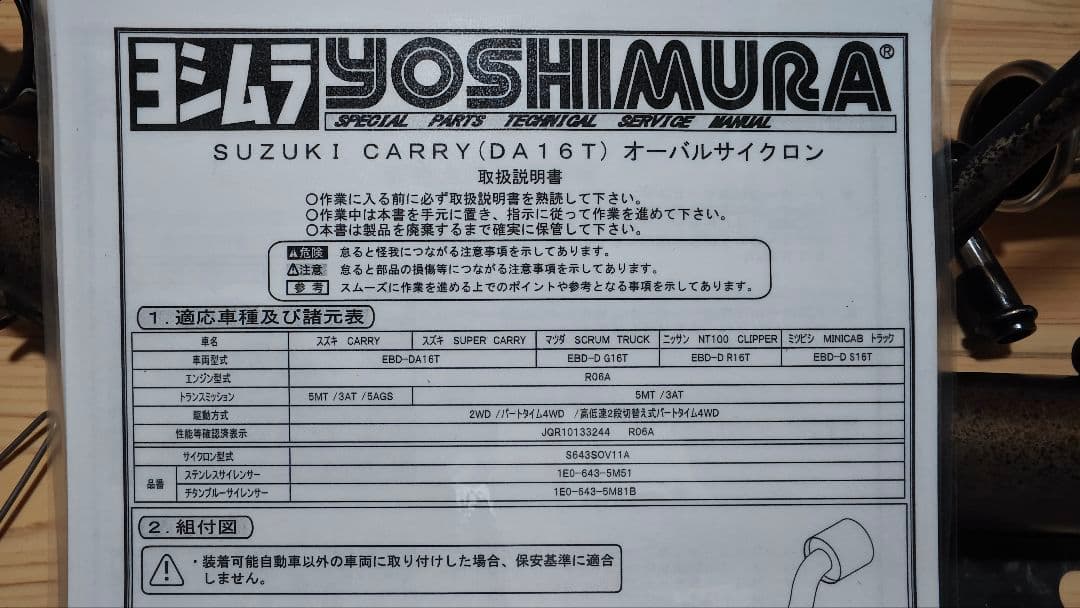 ヨシムラ YOSHIMURA®
SPECIAL PARTS TECHNICAL SERVICE MANUAL
SUZUKI CARRY(DA16T) オーバルサイクロン
取扱説明書
○作業に入る前に必ず取扱説明書を熟読して下さい。
○作業中は本書を手元に置き、指示に従って作業を進めて下さい。
○本書は製品を廃棄するまで確実に保管して下さい。
⚠危険 怠ると怪我につながる注意事項を示してあります。
⚠注意 怠ると部品の損傷等につながる注意事項を示してあります。
参考 スムーズに作業を進める上でのポイントや参考となる事項を示してあります。
1.適応車種及び諸元表
車名 スズキ CARRY スズキ SUPER CARRY マツダ SCRUM TRUCK ニッサン NT100 CLIPPER ミツビシ MINICAB トラック
車両型式 EBD-DA16T EBD-D G16T EBD-D R16T EBD-D S16T
エンジン型式 R06A
トランスミッション 5MT /3AT /5AGS 5MT /3AT
駆動方式 2WD /パートタイム4WD /高低速2段切替え式パートタイム4WD
性能等確認済表示 JQR10133244 R06A
サイクロン型式 S643SOV11A
品番 ステンレスサイレンサー 1E0-643-5M51
チタンブルーサイレンサー 1E0-643-5M81B
2.組付図
⚠ ・装着可能自動車以外の車両に取り付けした場合、保安基準に適合
しません。